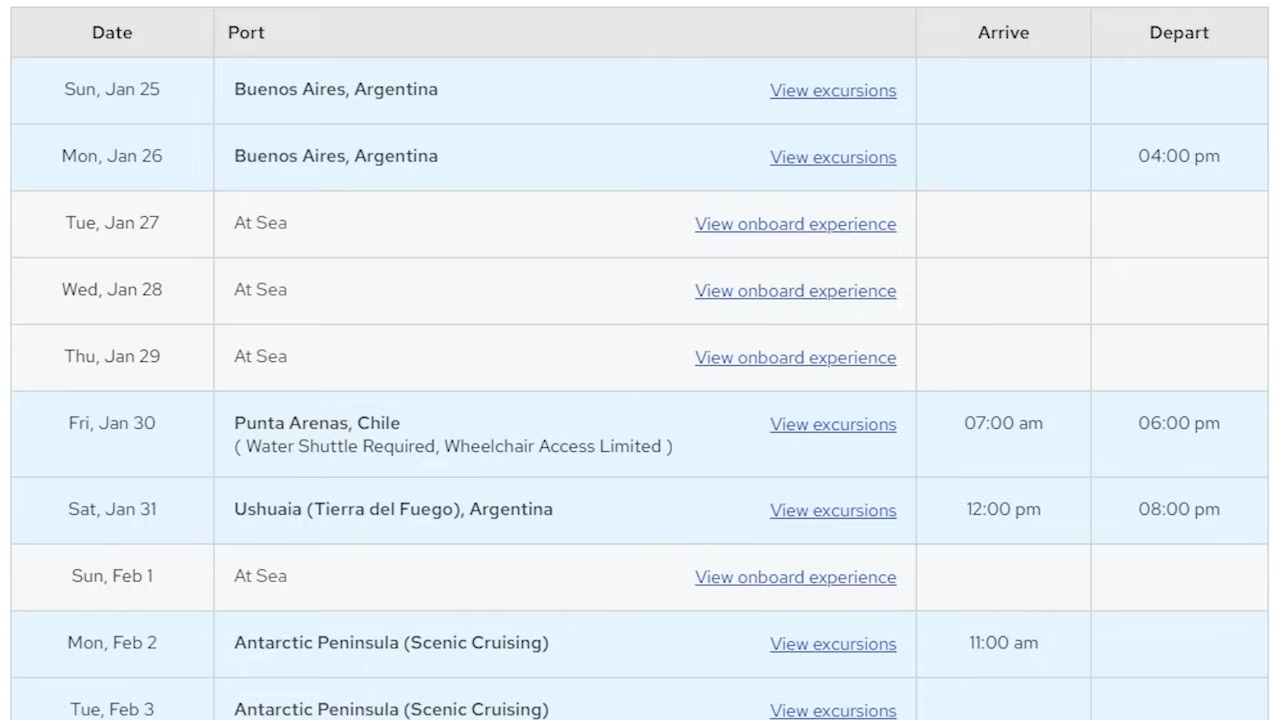 Date Port Arrive Depart
Sun, Jan 25 Buenos Aires, Argentina View excursions
Mon, Jan 26 Buenos Aires, Argentina View excursions 04:00 pm
Tue, Jan 27 At Sea View onboard experience
Wed, Jan 28 At Sea View onboard experience
Thu, Jan 29 At Sea View onboard experience
Fri, Jan 30 Punta Arenas, Chile View excursions 07:00 am 06:00 pm
( Water Shuttle Required, Wheelchair Access Limited )
Sat, Jan 31 Ushuaia (Tierra del Fuego), Argentina View excursions 12:00 pm 08:00 pm
Sun, Feb 1 At Sea View onboard experience
Mon, Feb 2 Antarctic Peninsula (Scenic Cruising) View excursions 11:00 am
Tue, Feb 3 Antarctic Peninsula (Scenic Cruising) View excursions